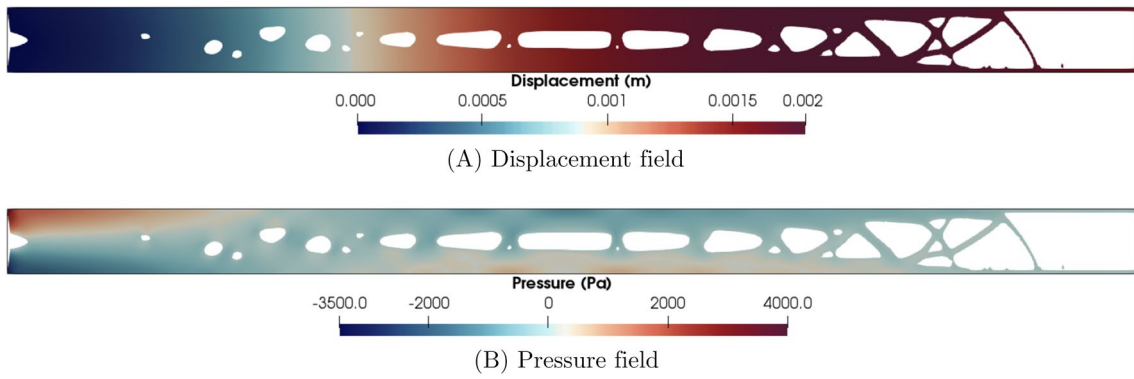 Displacement (m)
0.000 0.0005 0.001 0.0015 0.002
(A) Displacement field
Pressure (Pa)
-3500.0 -2000 0 2000 4000.0
(B) Pressure field